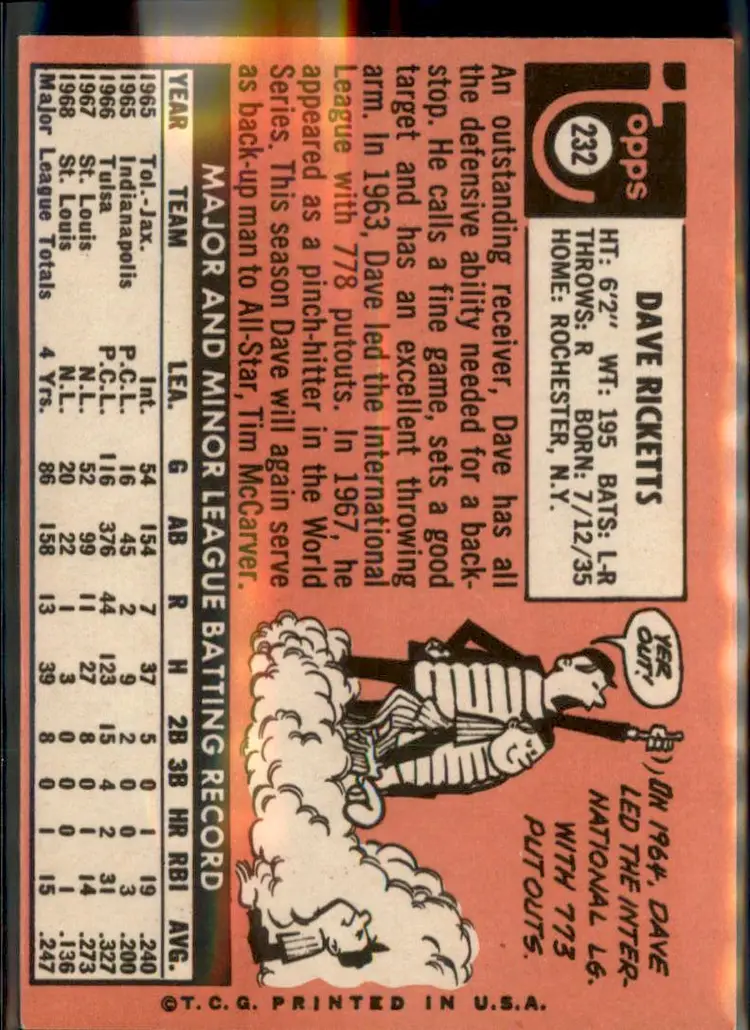 Topps
232
DAVE RICKETTS
HT: 6'2" WT: 195 BATS: L-R
THROWS: R BORN: 7/12/35
HOME: ROCHESTER, N.Y.
An outstanding receiver, Dave has all
the defensive ability needed for a back-
stop. He calls a fine game, sets a good
target and has an excellent throwing
arm. In 1963, Dave led the International
League with 778 putouts. In 1967, he
appeared as a pinch-hitter in the World
Series. This season Dave will again serve
as back-up man to All-Star, Tim McCarver.
YER OUT!
IN 1964, DAVE
LED THE INTER-
NATIONAL LG.
WITH 773
PUTOUTS.
MAJOR AND MINOR LEAGUE BATTING RECORD
YEAR TEAM LEA. G AB R H 2B 3B HR RBI AVG.
1965 Tol.-Jax. Int. 54 154 7 37 5 0 1 19 .240
1965 Indianapolis P.C.L. 16 45 2 9 2 0 0 3 .200
1966 Tulsa P.C.L. 116 376 44 123 15 4 2 31 .327
1967 St. Louis N.L. 52 99 11 27 8 0 1 14 .273
1968 St. Louis N.L. 20 22 1 3 0 0 0 1 .136
Major League Totals 4 Yrs. 86 158 13 39 8 0 1 15 .247
©T.C.G. PRINTED IN U.S.A.